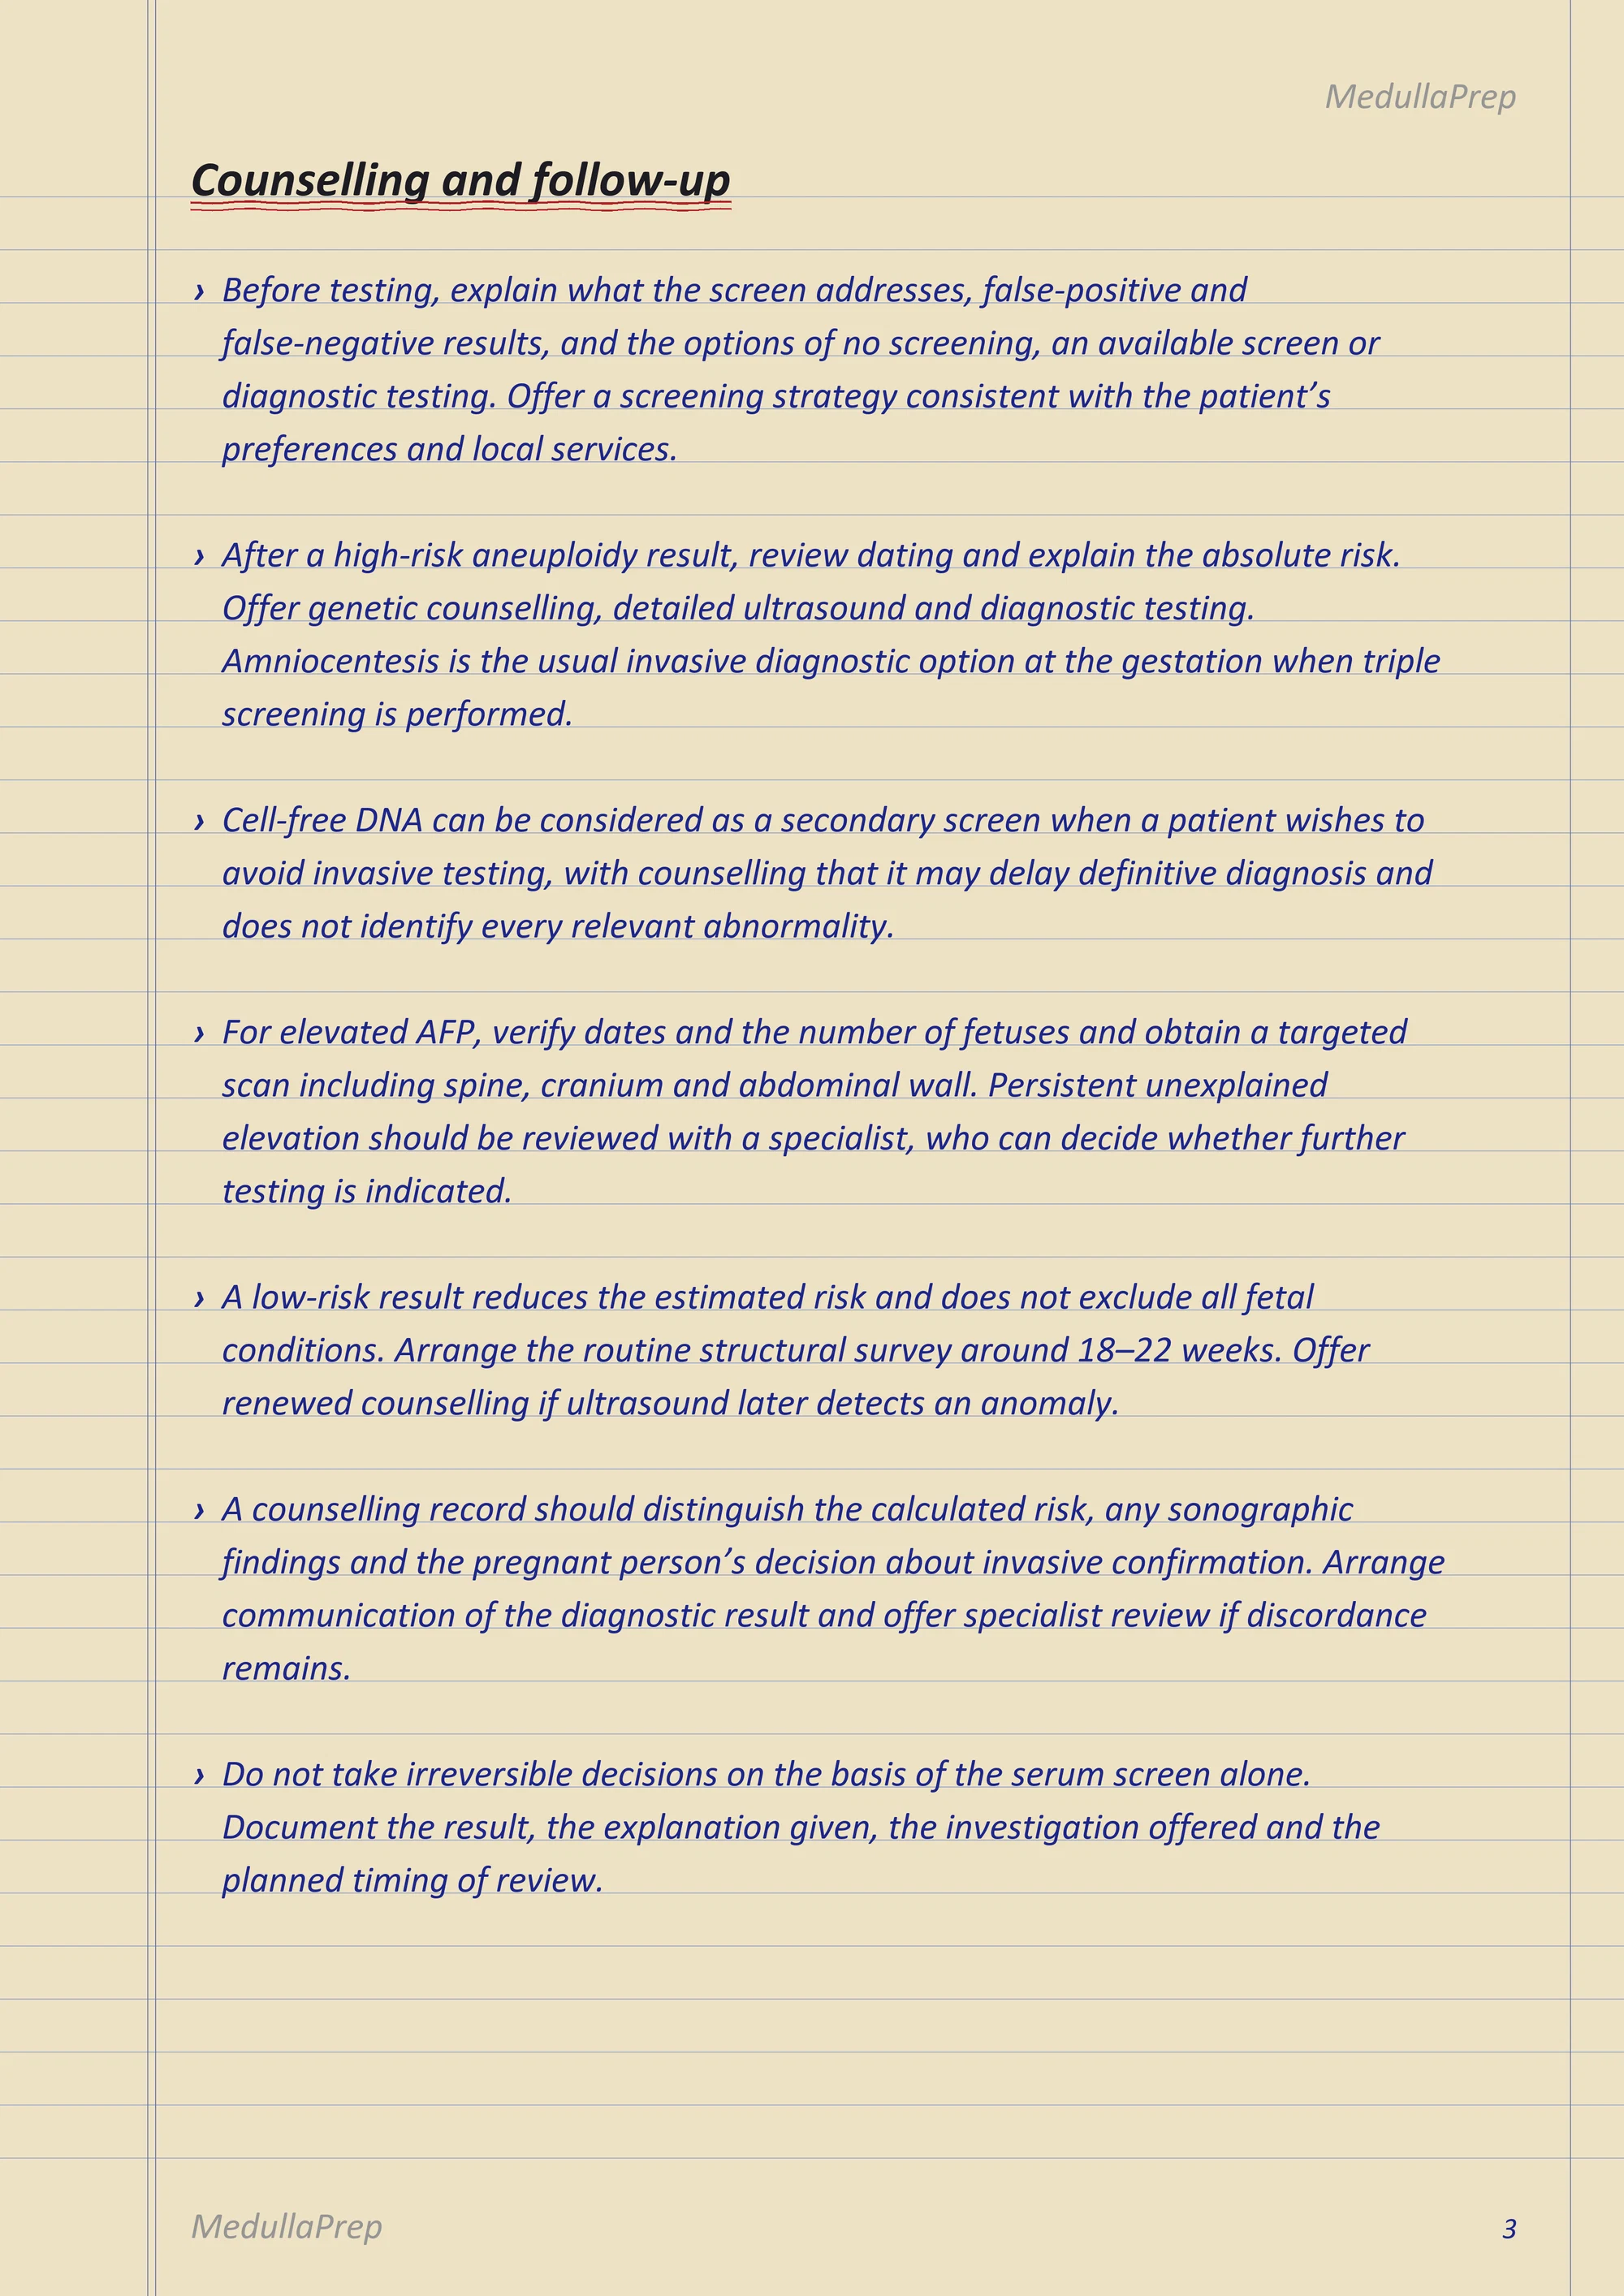 MedullaPrep
Counselling and follow-up
› Before testing, explain what the screen addresses, false-positive and
false-negative results, and the options of no screening, an available screen or
diagnostic testing. Offer a screening strategy consistent with the patient’s
preferences and local services.
› After a high-risk aneuploidy result, review dating and explain the absolute risk.
Offer genetic counselling, detailed ultrasound and diagnostic testing.
Amniocentesis is the usual invasive diagnostic option at the gestation when triple
screening is performed.
› Cell-free DNA can be considered as a secondary screen when a patient wishes to
avoid invasive testing, with counselling that it may delay definitive diagnosis and
does not identify every relevant abnormality.
› For elevated AFP, verify dates and the number of fetuses and obtain a targeted
scan including spine, cranium and abdominal wall. Persistent unexplained
elevation should be reviewed with a specialist, who can decide whether further
testing is indicated.
› A low-risk result reduces the estimated risk and does not exclude all fetal
conditions. Arrange the routine structural survey around 18–22 weeks. Offer
renewed counselling if ultrasound later detects an anomaly.
› A counselling record should distinguish the calculated risk, any sonographic
findings and the pregnant person’s decision about invasive confirmation. Arrange
communication of the diagnostic result and offer specialist review if discordance
remains.
› Do not take irreversible decisions on the basis of the serum screen alone.
Document the result, the explanation given, the investigation offered and the
planned timing of review.
MedullaPrep
3